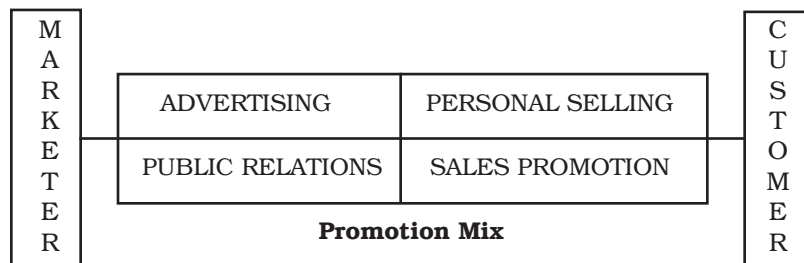 MARKETER
ADVERTISING
PERSONAL SELLING
PUBLIC RELATIONS
SALES PROMOTION
Promotion Mix
CUSTOMER